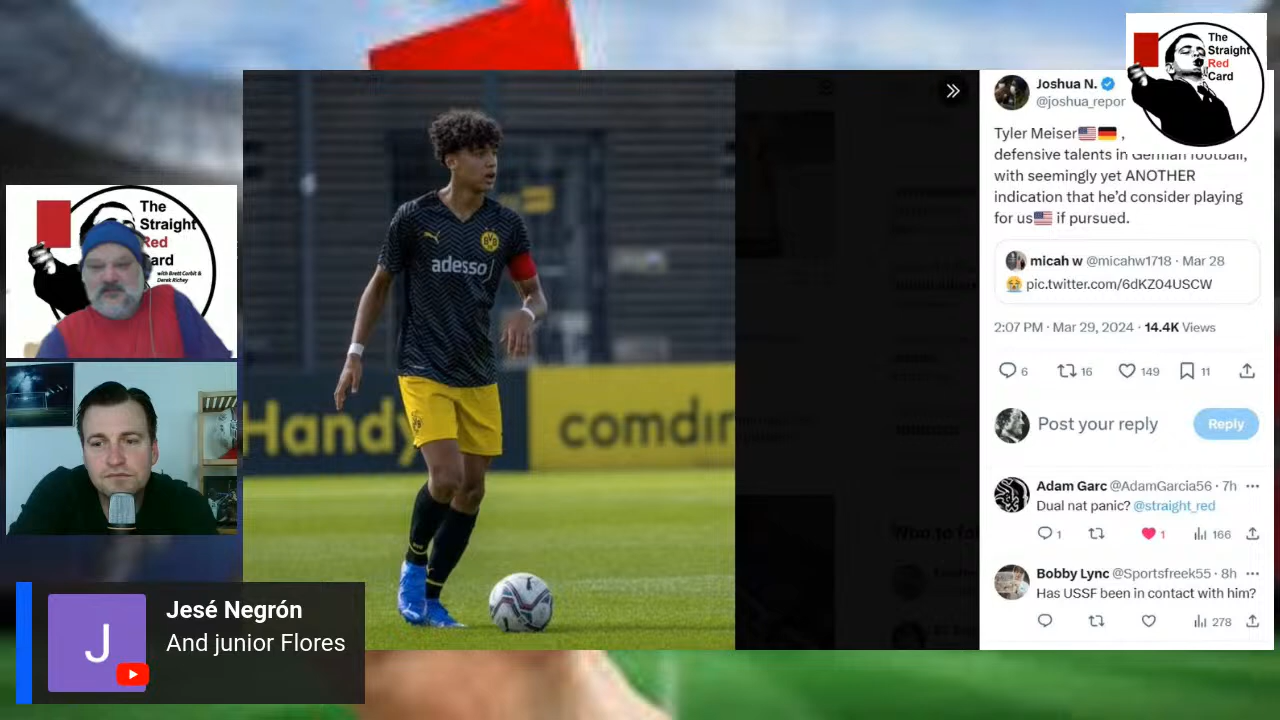 The
Straight
Red
Card
The
Straight
Red
Card
with Brett Corbit &
Derek Richey
adesso
BVB
Handy
comdir
Joshua N.
@joshua_repor
Tyler Meiser🇺🇸🇩🇪 ,
defensive talents in German football,
with seemingly yet ANOTHER
indication that he'd consider playing
for us🇺🇸 if pursued.
micah w @micahw1718 · Mar 28
😭 pic.twitter.com/6dKZ04USCW
2:07 PM · Mar 29, 2024 · 14.4K Views
6 16 149 11
Post your reply
Reply
Adam Garc @AdamGarcia56 · 7h
Dual nat panic? @straight_red
1 1 166
Bobby Lync @Sportsfreek55 · 8h
Has USSF been in contact with him?
278
Who to fol
J
Jesé Negrón
And junior Flores